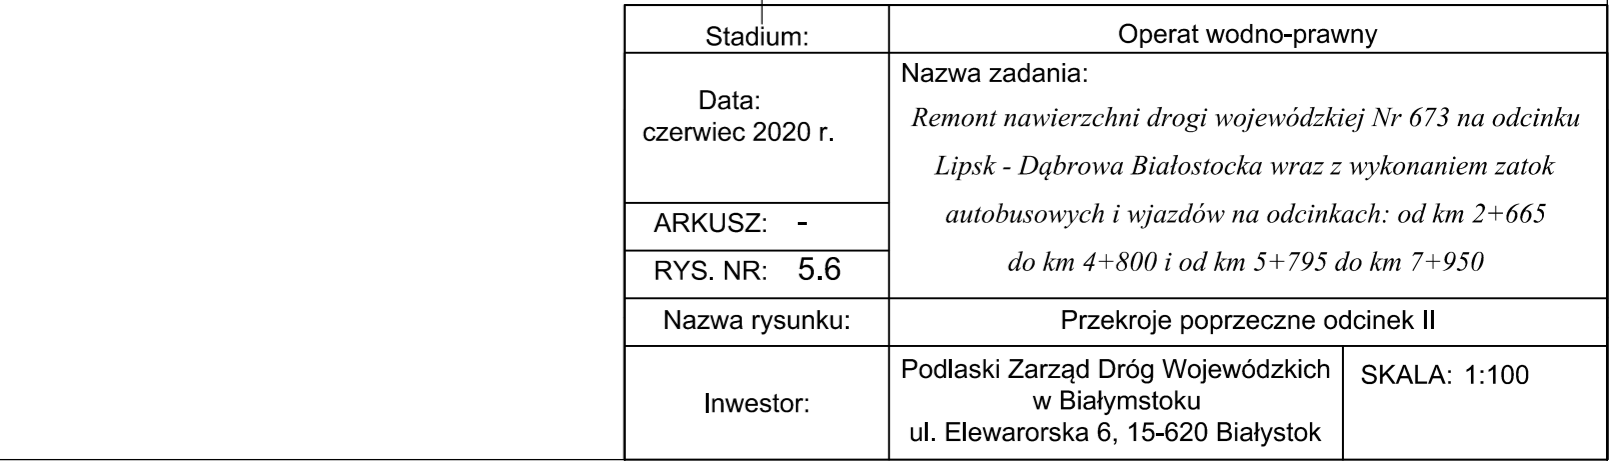 Stadium:
Operat wodno-prawny
Data:
czerwiec 2020 r.
Nazwa zadania:
Remont nawierzchni drogi wojewódzkiej Nr 673 na odcinku
Lipsk - Dąbrowa Białostocka wraz z wykonaniem zatok
autobusowych i wjazdów na odcinkach: od km 2+665
do km 4+800 i od km 5+795 do km 7+950
ARKUSZ: -
RYS. NR: 5.6
Nazwa rysunku:
Przekroje poprzeczne odcinek II
Inwestor:
Podlaski Zarząd Dróg Wojewódzkich
w Białymstoku
ul. Elewarorska 6, 15-620 Białystok
SKALA: 1:100